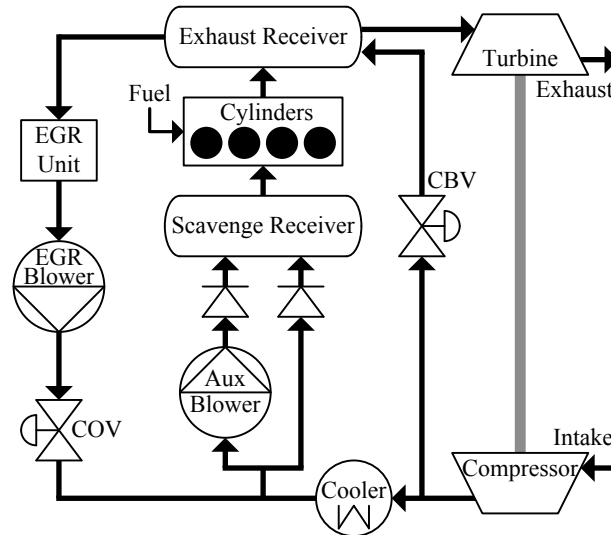 Exhaust Receiver
Turbine
Exhaust
Fuel
Cylinders
EGR
Unit
CBV
Scavenge Receiver
EGR
Blower
Aux
Blower
COV
Intake
Compressor
Cooler